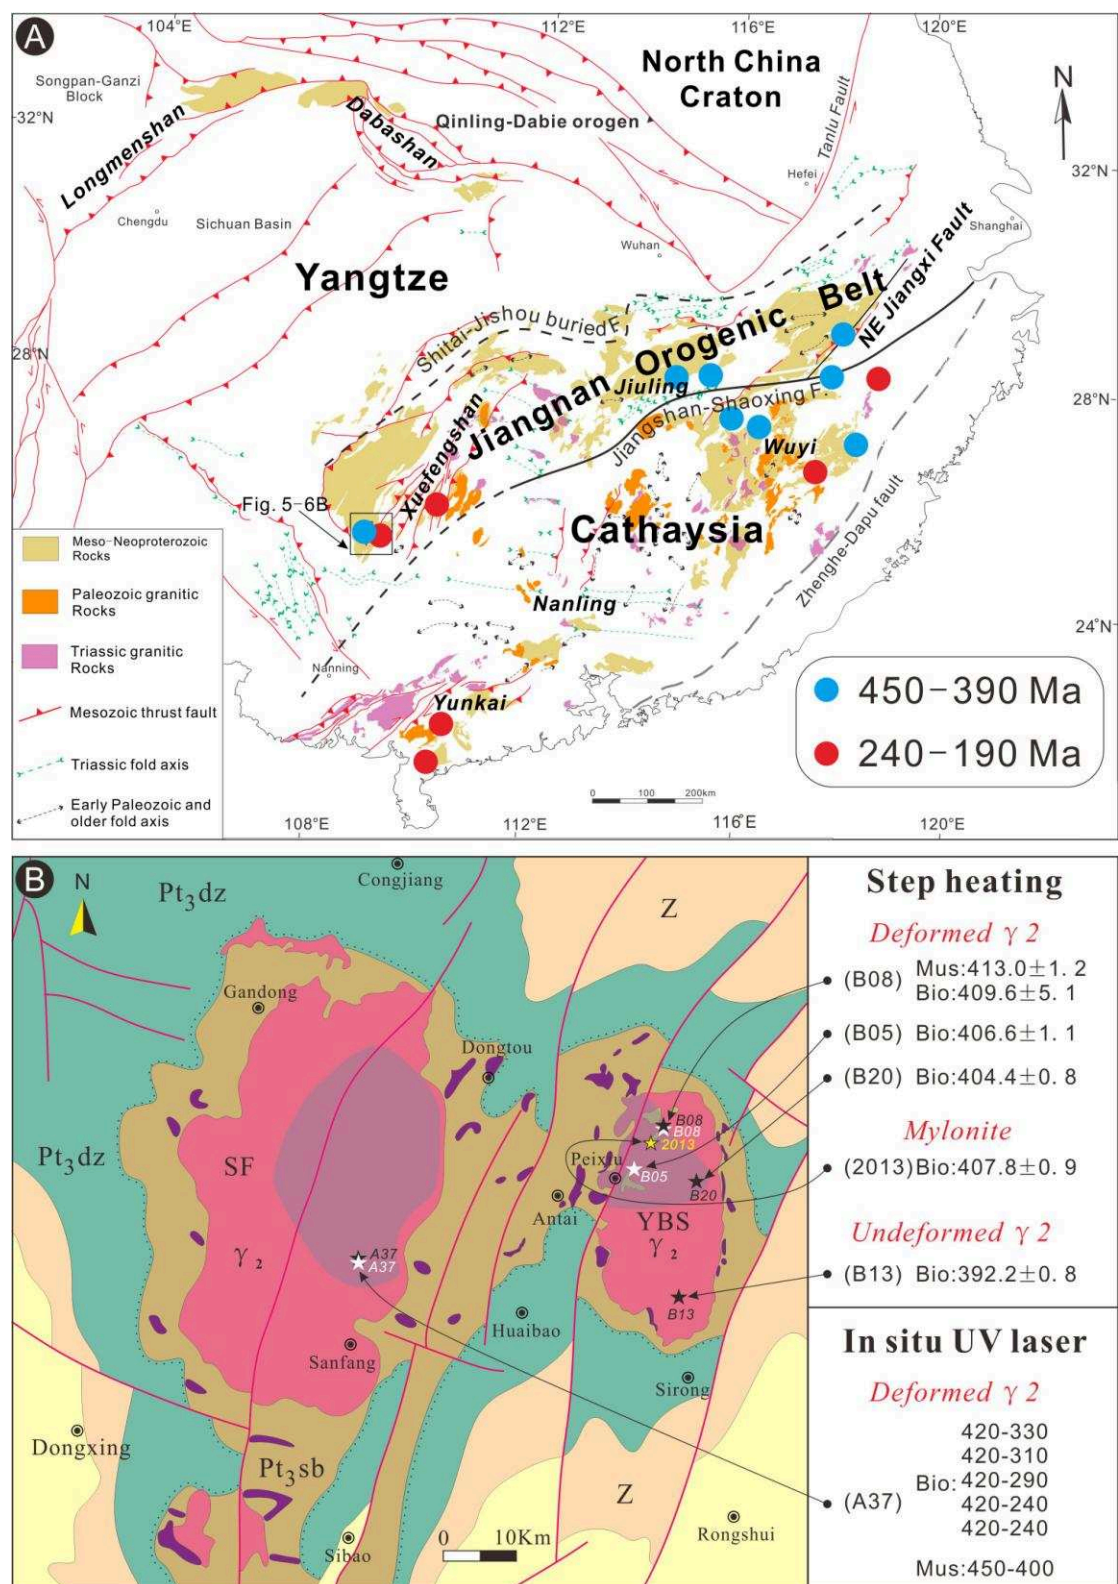 A
104°E
112°E
116°E
120°E
Songpan-Ganzi
Block
North China
Craton
N
32°N
Longmenshan
Dabashan
Qinling-Dabie orogen
Tanlu Fault
Hefei
32°N
Chengdu
Sichuan Basin
Wuhan
Shanghai
Yangtze
Shitai-Jishou buried F.
Jiangnan Orogenic Belt
NE Jiangxi Fault
28°N
Jiuling
Jiangshan-Shaoxing F.
28°N
Xuefengshan
Wuyi
Fig. 5-6B
Cathaysia
Zhenghe-Dapu fault
Meso-Neoproterozoic
Rocks
Paleozoic granitic
Rocks
Nanling
24°N
Triassic granitic
Rocks
Nanning
Yunkai
450-390 Ma
Mesozoic thrust fault
240-190 Ma
Triassic fold axis
Early Paleozoic and
older fold axis
0 100 200km
108°E
112°E
116°E
120°E
B
N
Pt3dz
Congjiang
Z
Gandong
Dongtou
Pt3dz
SF
γ2
B08
B08
2013
Peixiu
B05
B20
Antai
YBS
γ2
A37
A37
B13
Huaibao
Sanfang
Sirong
Dongxing
Pt3sb
Z
0 10Km
Sibao
Rongshui
Step heating
Deformed γ 2
(B08) Mus:413.0±1.2
Bio:409.6±5.1
(B05) Bio:406.6±1.1
(B20) Bio:404.4±0.8
Mylonite
(2013) Bio:407.8±0.9
Undeformed γ 2
(B13) Bio:392.2±0.8
In situ UV laser
Deformed γ 2
420-330
420-310
(A37) Bio: 420-290
420-240
420-240
Mus:450-400